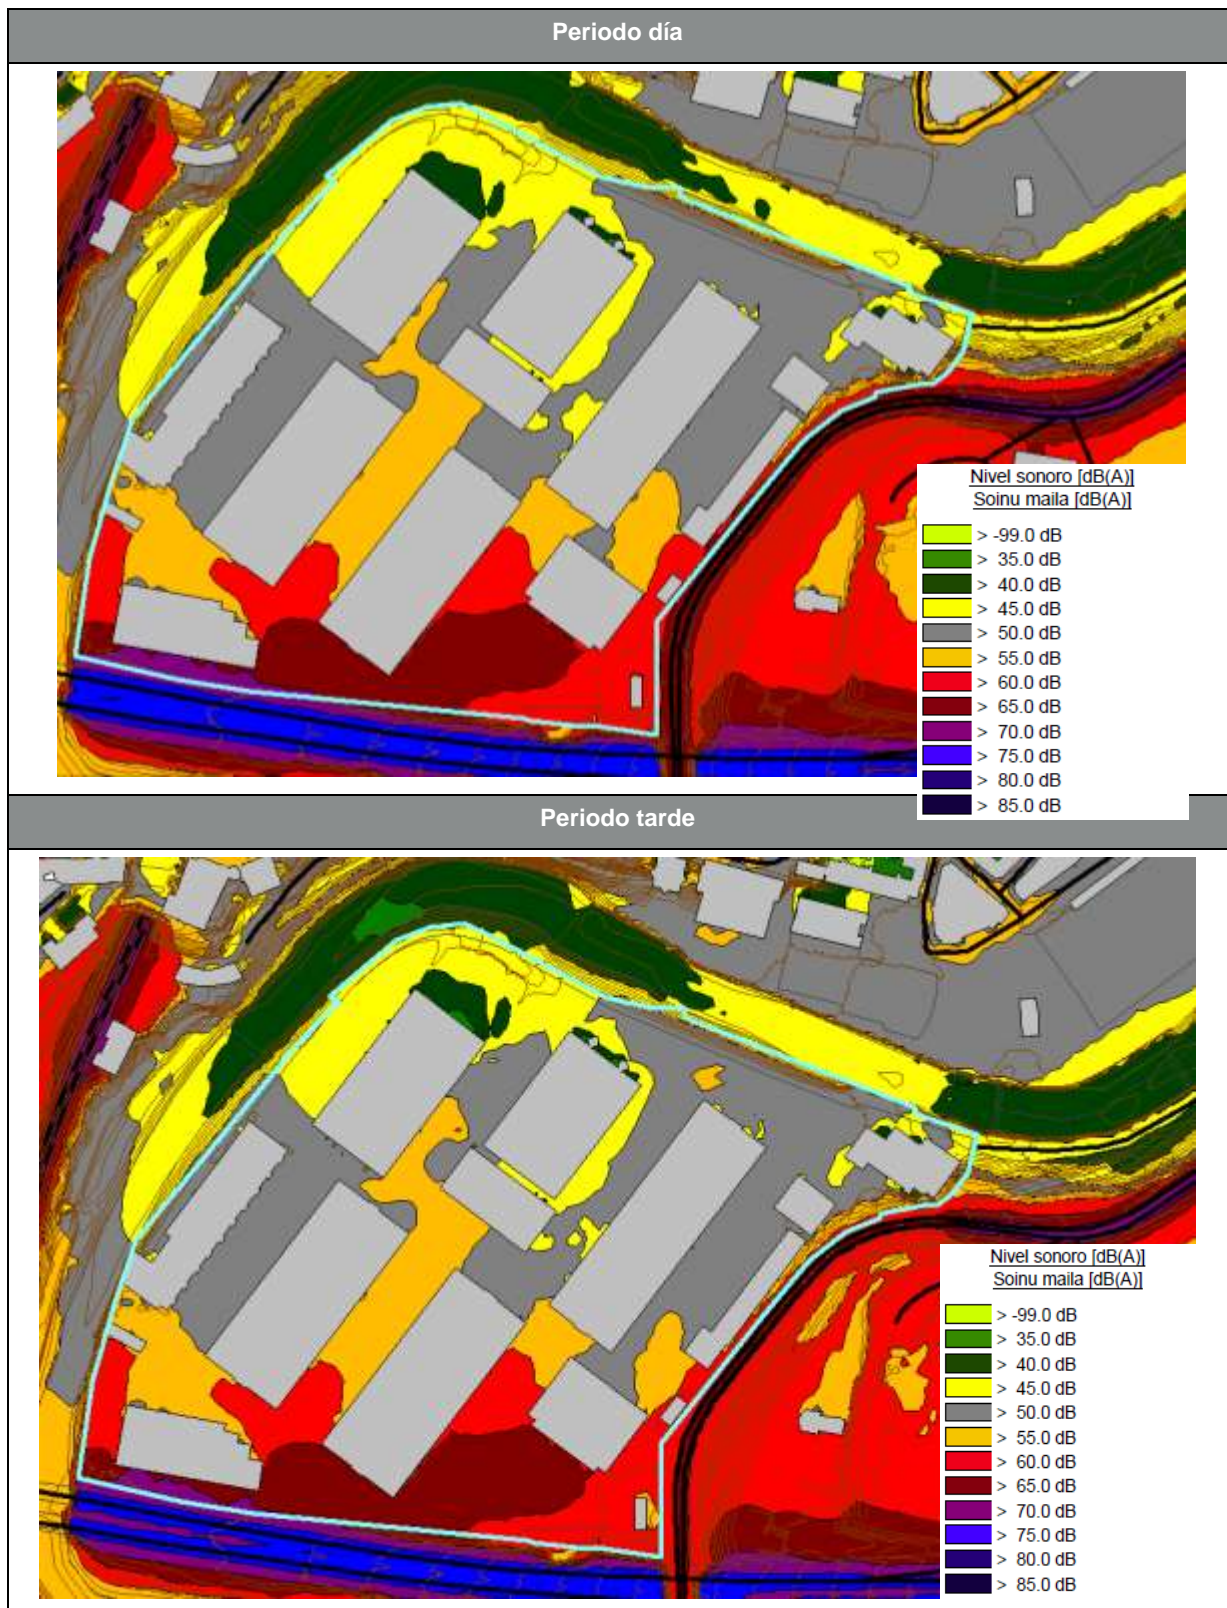 Periodo día
Nivel sonoro [dB(A)]
Soinu maila [dB(A)]
> -99.0 dB
> 35.0 dB
> 40.0 dB
> 45.0 dB
> 50.0 dB
> 55.0 dB
> 60.0 dB
> 65.0 dB
> 70.0 dB
> 75.0 dB
> 80.0 dB
> 85.0 dB
Periodo tarde
Nivel sonoro [dB(A)]
Soinu maila [dB(A)]
> -99.0 dB
> 35.0 dB
> 40.0 dB
> 45.0 dB
> 50.0 dB
> 55.0 dB
> 60.0 dB
> 65.0 dB
> 70.0 dB
> 75.0 dB
> 80.0 dB
> 85.0 dB